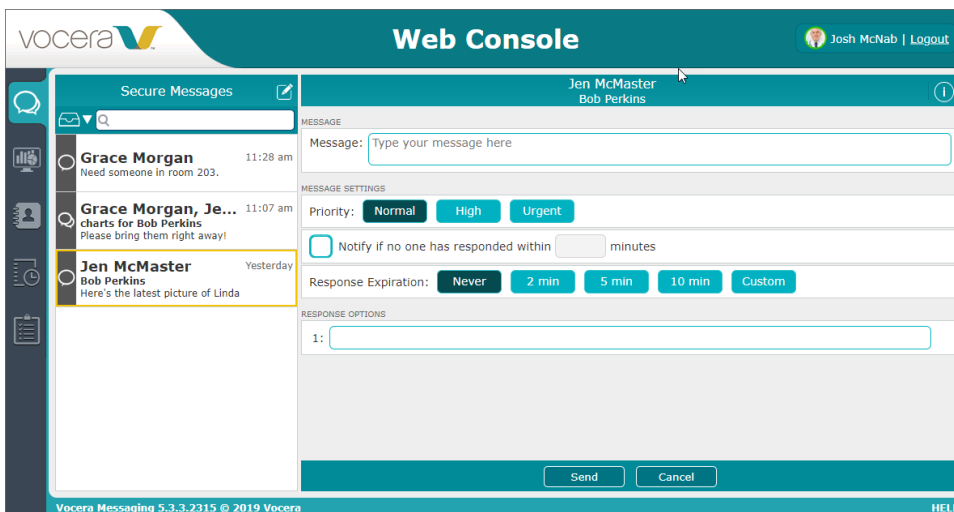 vocera
Web Console
Josh McNab | Logout
Secure Messages
Grace Morgan 11:28 am
Need someone in room 203.
Grace Morgan, Je... 11:07 am
charts for Bob Perkins
Please bring them right away!
Jen McMaster Yesterday
Bob Perkins
Here's the latest picture of Linda
Jen McMaster
Bob Perkins
MESSAGE
Message: Type your message here
MESSAGE SETTINGS
Priority: Normal High Urgent
Notify if no one has responded within minutes
Response Expiration: Never 2 min 5 min 10 min Custom
RESPONSE OPTIONS
1:
Send Cancel
Vocera Messaging 5.3.3.2315 © 2019 Vocera
HEL